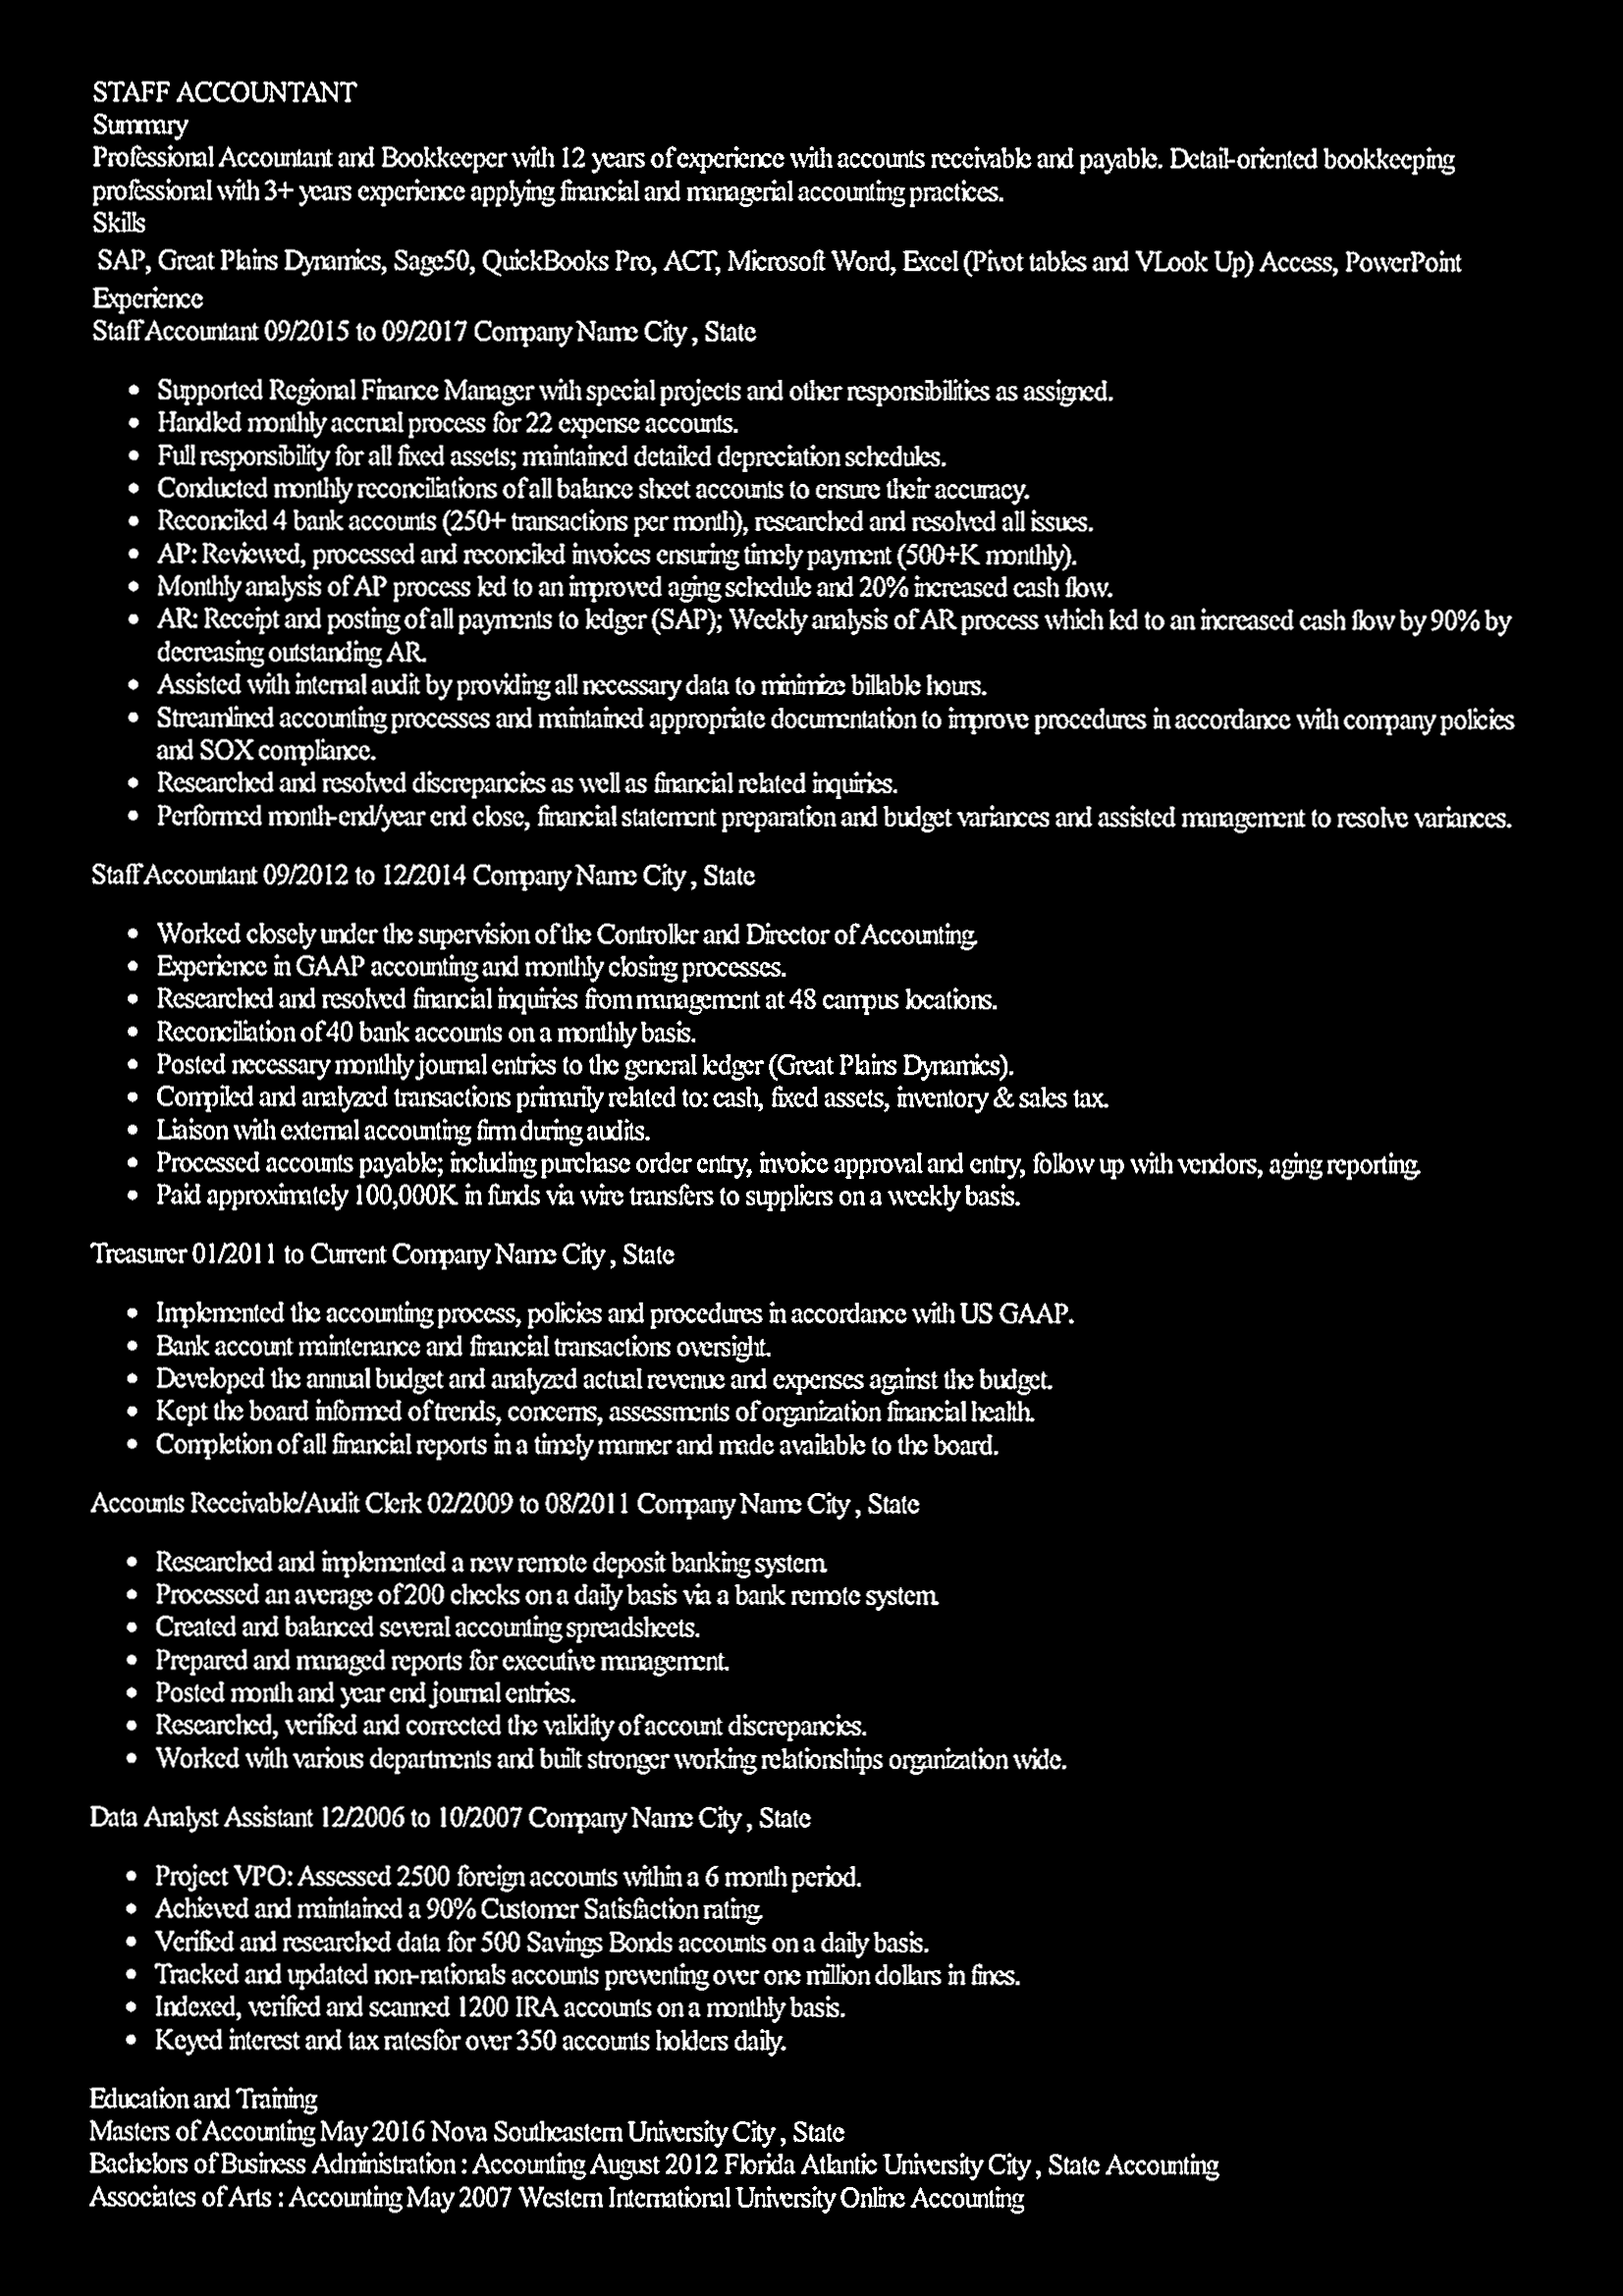 STAFF ACCOUNTANT
Summary
Professional Accountant and Bookkeeper with 12 years of experience with accounts receivable and payable. Detail-oriented bookkeeping
professional with 3+ years experience applying financial and managerial accounting practices.
Skills
SAP, Great Plains Dynamics, Sage50, QuickBooks Pro, ACT, Microsoft Word, Excel (Pivot tables and VLook Up) Access, PowerPoint
Experience
Staff Accountant 09/2015 to 09/2017 Company Name City , State
• Supported Regional Finance Manager with special projects and other responsibilities as assigned.
• Handled monthly accrual process for 22 expense accounts.
• Full responsibility for all fixed assets; maintained detailed depreciation schedules.
• Conducted monthly reconciliations of all balance sheet accounts to ensure their accuracy.
• Reconciled 4 bank accounts (250+ transactions per month), researched and resolved all issues.
• AP: Reviewed, processed and reconciled invoices ensuring timely payment (500+K monthly).
• Monthly analysis of AP process led to an improved aging schedule and 20% increased cash flow.
• AR: Receipt and posting of all payments to ledger (SAP); Weekly analysis of AR process which led to an increased cash flow by 90% by
decreasing outstanding AR.
• Assisted with internal audit by providing all necessary data to minimize billable hours.
• Streamlined accounting processes and maintained appropriate documentation to improve procedures in accordance with company policies
and SOX compliance.
• Researched and resolved discrepancies as well as financial related inquiries.
• Performed month-end/year end close, financial statement preparation and budget variances and assisted management to resolve variances.
Staff Accountant 09/2012 to 12/2014 Company Name City , State
• Worked closely under the supervision of the Controller and Director of Accounting.
• Experience in GAAP accounting and monthly closing processes.
• Researched and resolved financial inquiries from management at 48 campus locations.
• Reconciliation of 40 bank accounts on a monthly basis.
• Posted necessary monthly journal entries to the general ledger (Great Plains Dynamics).
• Compiled and analyzed transactions primarily related to: cash, fixed assets, inventory & sales tax.
• Liaison with external accounting firm during audits.
• Processed accounts payable; including purchase order entry, invoice approval and entry, follow up with vendors, aging reporting.
• Paid approximately 100,000K in funds via wire transfers to suppliers on a weekly basis.
Treasurer 01/2011 to Current Company Name City , State
• Implemented the accounting process, policies and procedures in accordance with US GAAP.
• Bank account maintenance and financial transactions oversight.
• Developed the annual budget and analyzed actual revenue and expenses against the budget.
• Kept the board informed of trends, concerns, assessments of organization financial health.
• Completion of all financial reports in a timely manner and made available to the board.
Accounts Receivable/Audit Clerk 02/2009 to 08/2011 Company Name City , State
• Researched and implemented a new remote deposit banking system.
• Processed an average of 200 checks on a daily basis via a bank remote system.
• Created and balanced several accounting spreadsheets.
• Prepared and managed reports for executive management.
• Posted month and year end journal entries.
• Researched, verified and corrected the validity of account discrepancies.
• Worked with various departments and built stronger working relationships organization wide.
Data Analyst Assistant 12/2006 to 10/2007 Company Name City , State
• Project VPO: Assessed 2500 foreign accounts within a 6 month period.
• Achieved and maintained a 90% Customer Satisfaction rating.
• Verified and researched data for 500 Savings Bonds accounts on a daily basis.
• Tracked and updated non-nationals accounts preventing over one million dollars in fines.
• Indexed, verified and scanned 1200 IRA accounts on a monthly basis.
• Keyed interest and tax ratesfor over 350 accounts holders daily.
Education and Training
Masters of Accounting May 2016 Nova Southeastern University City , State
Bachelors of Business Administration : Accounting August 2012 Florida Atlantic University City , State Accounting
Associates of Arts : Accounting May 2007 Western International University Online Accounting